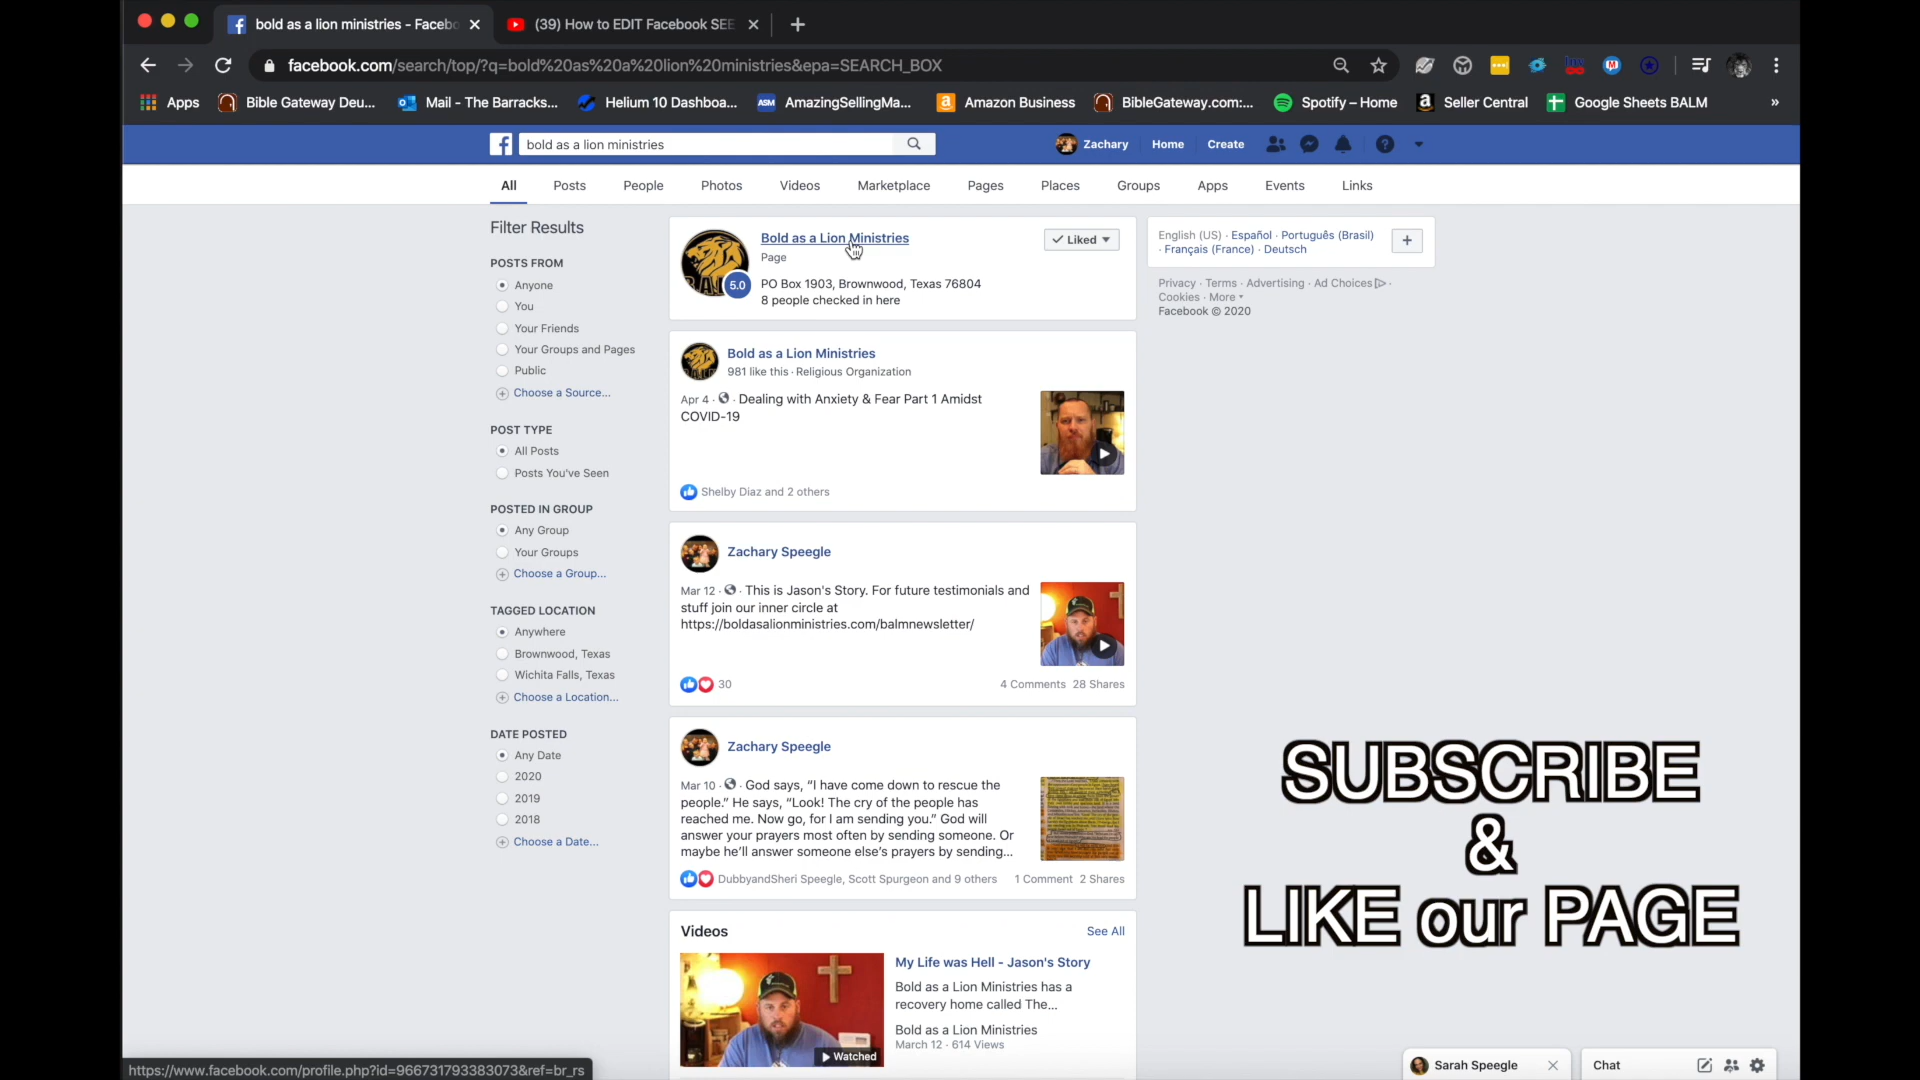 bold as a lion ministries - Facebo
(39) How to EDIT Facebook SEE
facebook.com/search/top/?q=bold%20as%20a%20lion%20ministries&epa=SEARCH_BOX
Apps
Bible Gateway Deu...
Mail - The Barracks...
Helium 10 Dashboa...
ASM
AmazingSellingMa...
Amazon Business
BibleGateway.com:...
Spotify – Home
Seller Central
Google Sheets BALM
»
bold as a lion ministries
Zachary
Home
Create
All
Posts
People
Photos
Videos
Marketplace
Pages
Places
Groups
Apps
Events
Links
Filter Results
POSTS FROM
Anyone
You
Your Friends
Your Groups and Pages
Public
Choose a Source...
POST TYPE
All Posts
Posts You've Seen
POSTED IN GROUP
Any Group
Your Groups
Choose a Group...
TAGGED LOCATION
Anywhere
Brownwood, Texas
Wichita Falls, Texas
Choose a Location...
DATE POSTED
Any Date
2020
2019
2018
Choose a Date...
Bold as a Lion Ministries
Page
5.0
PO Box 1903, Brownwood, Texas 76804
8 people checked in here
Liked
Bold as a Lion Ministries
981 like this · Religious Organization
Apr 4 · Dealing with Anxiety & Fear Part 1 Amidst
COVID-19
Shelby Diaz and 2 others
Zachary Speegle
Mar 12 · This is Jason's Story. For future testimonials and
stuff join our inner circle at
https://boldasalionministries.com/balmnewsletter/
30
4 Comments 28 Shares
Zachary Speegle
Mar 10 · God says, “I have come down to rescue the
people.” He says, “Look! The cry of the people has
reached me. Now go, for I am sending you.” God will
answer your prayers most often by sending someone. Or
maybe he’ll answer someone else’s prayers by sending...
DubbyandSheri Speegle, Scott Spurgeon and 9 others
1 Comment 2 Shares
Videos
See All
Watched
My Life was Hell - Jason's Story
Bold as a Lion Ministries has a
recovery home called The...
Bold as a Lion Ministries
March 12 · 614 Views
English (US) · Español · Português (Brasil)
· Français (France) · Deutsch
Privacy · Terms · Advertising · Ad Choices ·
Cookies · More
Facebook © 2020
SUBSCRIBE
&
LIKE our PAGE
https://www.facebook.com/profile.php?id=966731793383073&ref=br_rs
Sarah Speegle
Chat